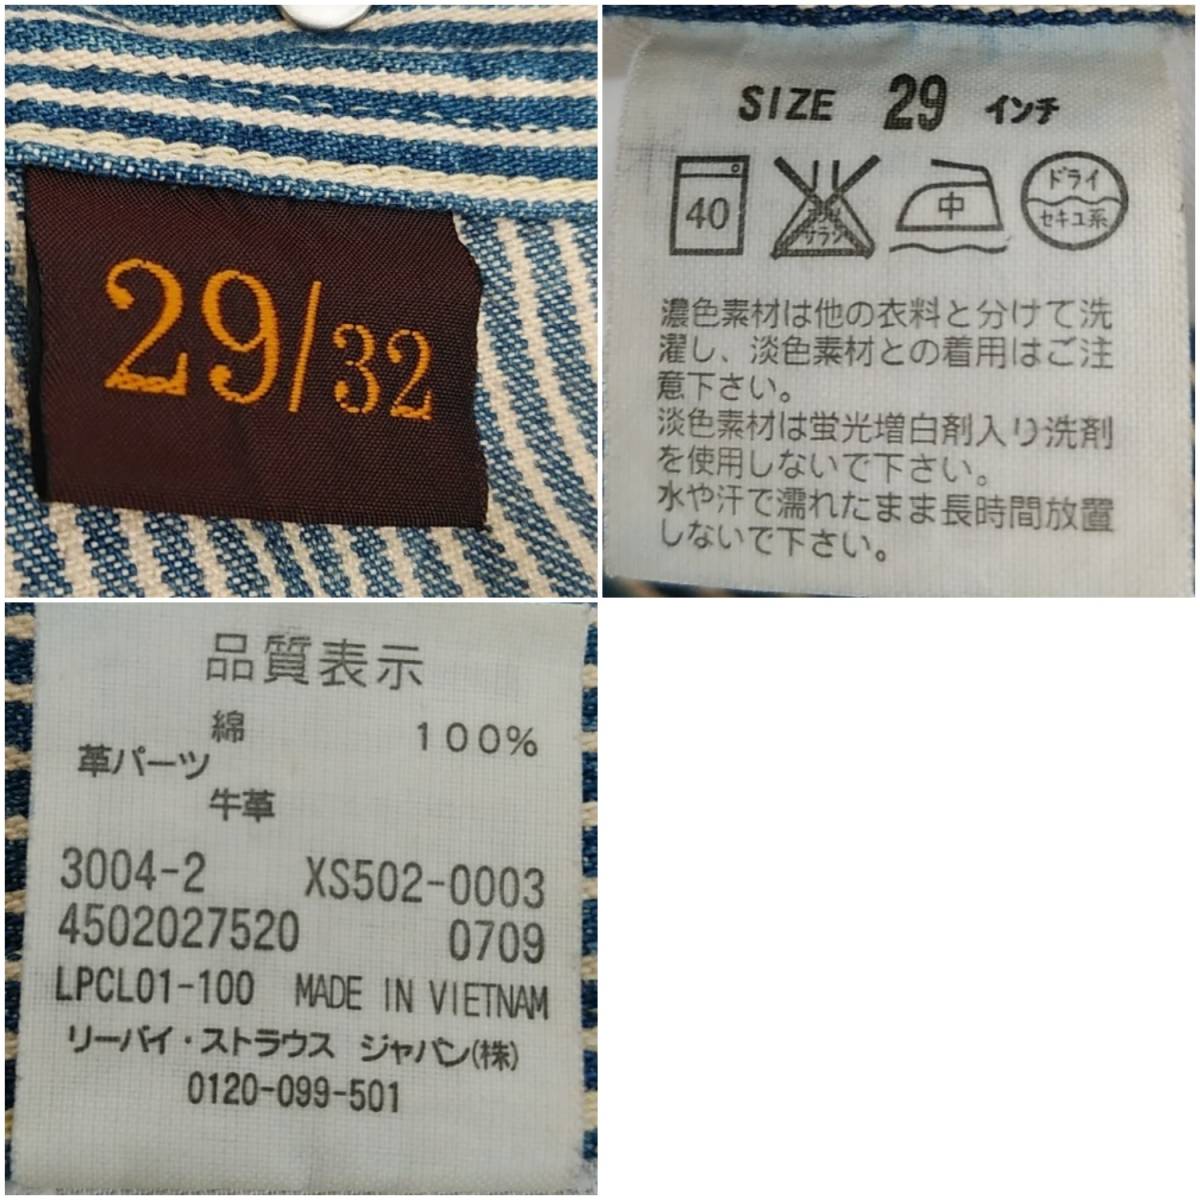 29/32
SIZE 29 インチ
40
エンソ
サラシ
中
ドライ
セキユ系
濃色素材は他の衣料と分けて洗
濯し、淡色素材との着用はご注
意下さい。
淡色素材は蛍光増白剤入り洗剤
を使用しないで下さい。
水や汗で濡れたまま長時間放置
しないで下さい。
品質表示
綿 100%
革パーツ
牛革
3004-2 XS502-0003
4502027520 0709
LPCL01-100 MADE IN VIETNAM
リーバイ・ストラウス ジャパン(株)
0120-099-501